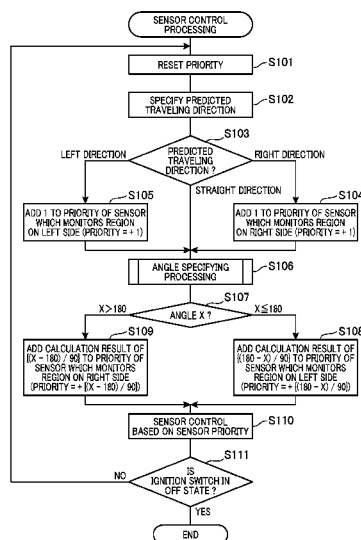 SENSOR CONTROL
PROCESSING
S101
RESET PRIORITY
S102
SPECIFY PREDICTED
TRAVELING DIRECTION
S103
LEFT DIRECTION
PREDICTED
TRAVELING
DIRECTION ?
RIGHT DIRECTION
STRAIGHT DIRECTION
S105
ADD 1 TO PRIORITY OF SENSOR
WHICH MONITORS REGION
ON LEFT SIDE (PRIORITY = + 1)
S104
ADD 1 TO PRIORITY OF SENSOR
WHICH MONITORS REGION
ON RIGHT SIDE (PRIORITY = + 1)
S106
ANGLE SPECIFYING
PROCESSING
S107
X > 180
ANGLE X ?
X ≦ 180
S109
ADD CALCULATION RESULT OF
[(X - 180) / 90] TO PRIORITY OF
SENSOR WHICH MONITORS
REGION ON RIGHT SIDE
(PRIORITY = + [(X - 180) / 90])
S108
ADD CALCULATION RESULT OF
[(180 - X) / 90] TO PRIORITY OF
SENSOR WHICH MONITORS
REGION ON LEFT SIDE
(PRIORITY = + [(180 - X) / 90])
S110
SENSOR CONTROL
BASED ON SENSOR PRIORITY
S111
NO
IS
IGNITION SWITCH IN
OFF STATE ?
YES
END